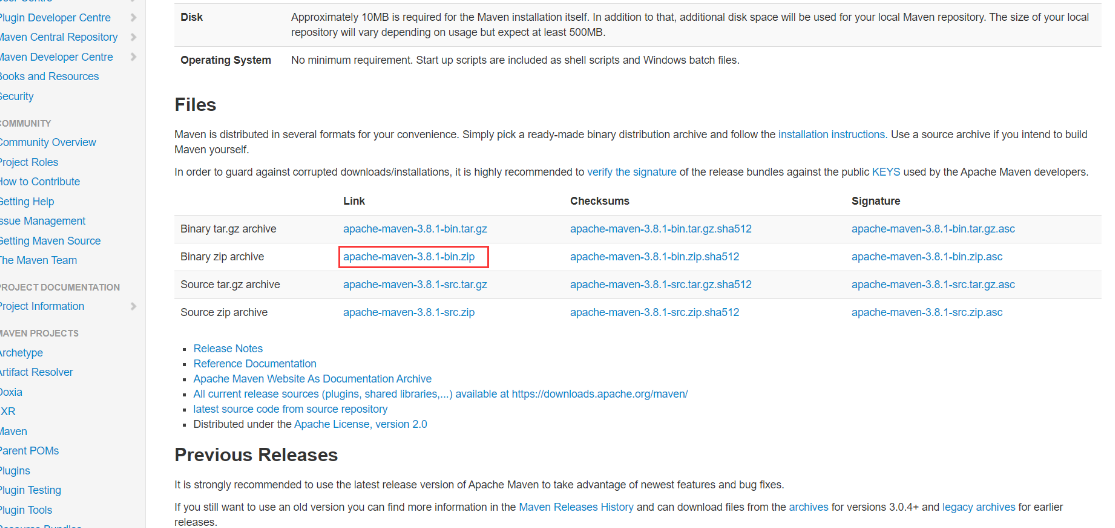 User Centre
Plugin Developer Centre
Maven Central Repository
Maven Developer Centre
Books and Resources
Security
COMMUNITY
Community Overview
Project Roles
How to Contribute
Getting Help
Issue Management
Getting Maven Source
The Maven Team
PROJECT DOCUMENTATION
Project Information
MAVEN PROJECTS
Archetype
Artifact Resolver
Doxia
JXR
Maven
Parent POMs
Plugins
Plugin Testing
Plugin Tools
Resource Bundles
Disk Approximately 10MB is required for the Maven installation itself. In addition to that, additional disk space will be used for your local Maven repository. The size of your local
repository will vary depending on usage but expect at least 500MB.
Operating System No minimum requirement. Start up scripts are included as shell scripts and Windows batch files.
Files
Maven is distributed in several formats for your convenience. Simply pick a ready-made binary distribution archive and follow the installation instructions. Use a source archive if you intend to build
Maven yourself.
In order to guard against corrupted downloads/installations, it is highly recommended to verify the signature of the release bundles against the public KEYS used by the Apache Maven developers.
Link Checksums Signature
Binary tar.gz archive apache-maven-3.8.1-bin.tar.gz apache-maven-3.8.1-bin.tar.gz.sha512 apache-maven-3.8.1-bin.tar.gz.asc
Binary zip archive apache-maven-3.8.1-bin.zip apache-maven-3.8.1-bin.zip.sha512 apache-maven-3.8.1-bin.zip.asc
Source tar.gz archive apache-maven-3.8.1-src.tar.gz apache-maven-3.8.1-src.tar.gz.sha512 apache-maven-3.8.1-src.tar.gz.asc
Source zip archive apache-maven-3.8.1-src.zip apache-maven-3.8.1-src.zip.sha512 apache-maven-3.8.1-src.zip.asc
Release Notes
Reference Documentation
Apache Maven Website As Documentation Archive
All current release sources (plugins, shared libraries,...) available at https://downloads.apache.org/maven/
latest source code from source repository
Distributed under the Apache License, version 2.0
Previous Releases
It is strongly recommended to use the latest release version of Apache Maven to take advantage of newest features and bug fixes.
If you still want to use an old version you can find more information in the Maven Releases History and can download files from the archives for versions 3.0.4+ and legacy archives for earlier
releases.